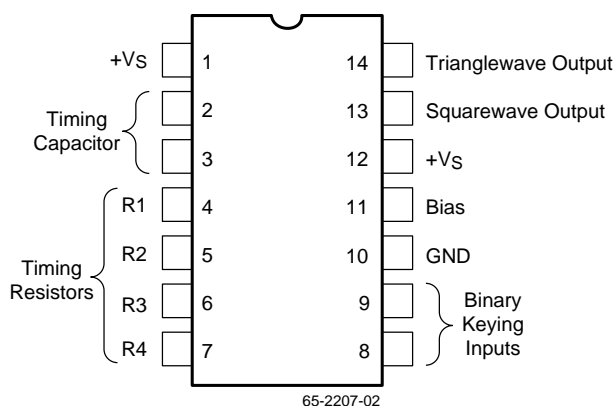 +VS 1 14 Trianglewave Output
Timing
Capacitor
2 13 Squarewave Output
3 12 +VS
Timing
Resistors
R1 4 11 Bias
R2 5 10 GND
R3 6 9
R4 7 8
Binary
Keying
Inputs
65-2207-02